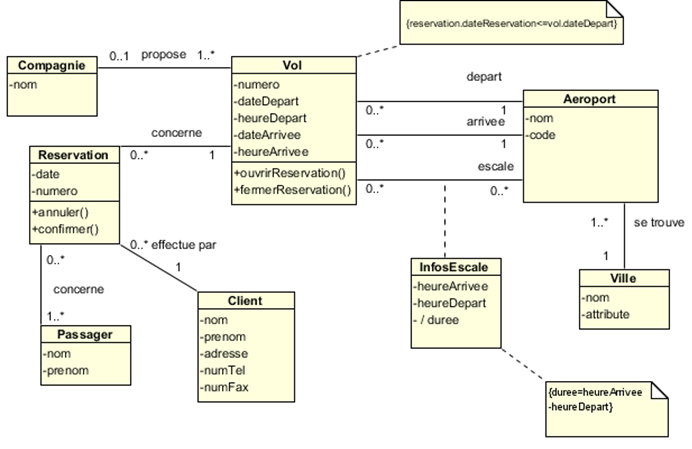 {reservation.dateReservation<=vol.dateDepart}
Compagnie
-nom
0..1 propose 1..*
Vol
-numero
-dateDepart
-heureDepart
-dateArrivee
-heureArrivee
+ouvrirReservation()
+fermerReservation()
depart
0..* 1
arrivee
0..* 1
escale
0..* 0..*
Aeroport
-nom
-code
concerne
0..* 1
Reservation
-date
-numero
+annuler()
+confirmer()
0..* effectue par
1
0..*
concerne
1..*
1..* se trouve
1
InfosEscale
-heureArrivee
-heureDepart
- / duree
Ville
-nom
-attribute
Client
-nom
-prenom
-adresse
-numTel
-numFax
Passager
-nom
-prenom
{duree=heureArrivee
-heureDepart}